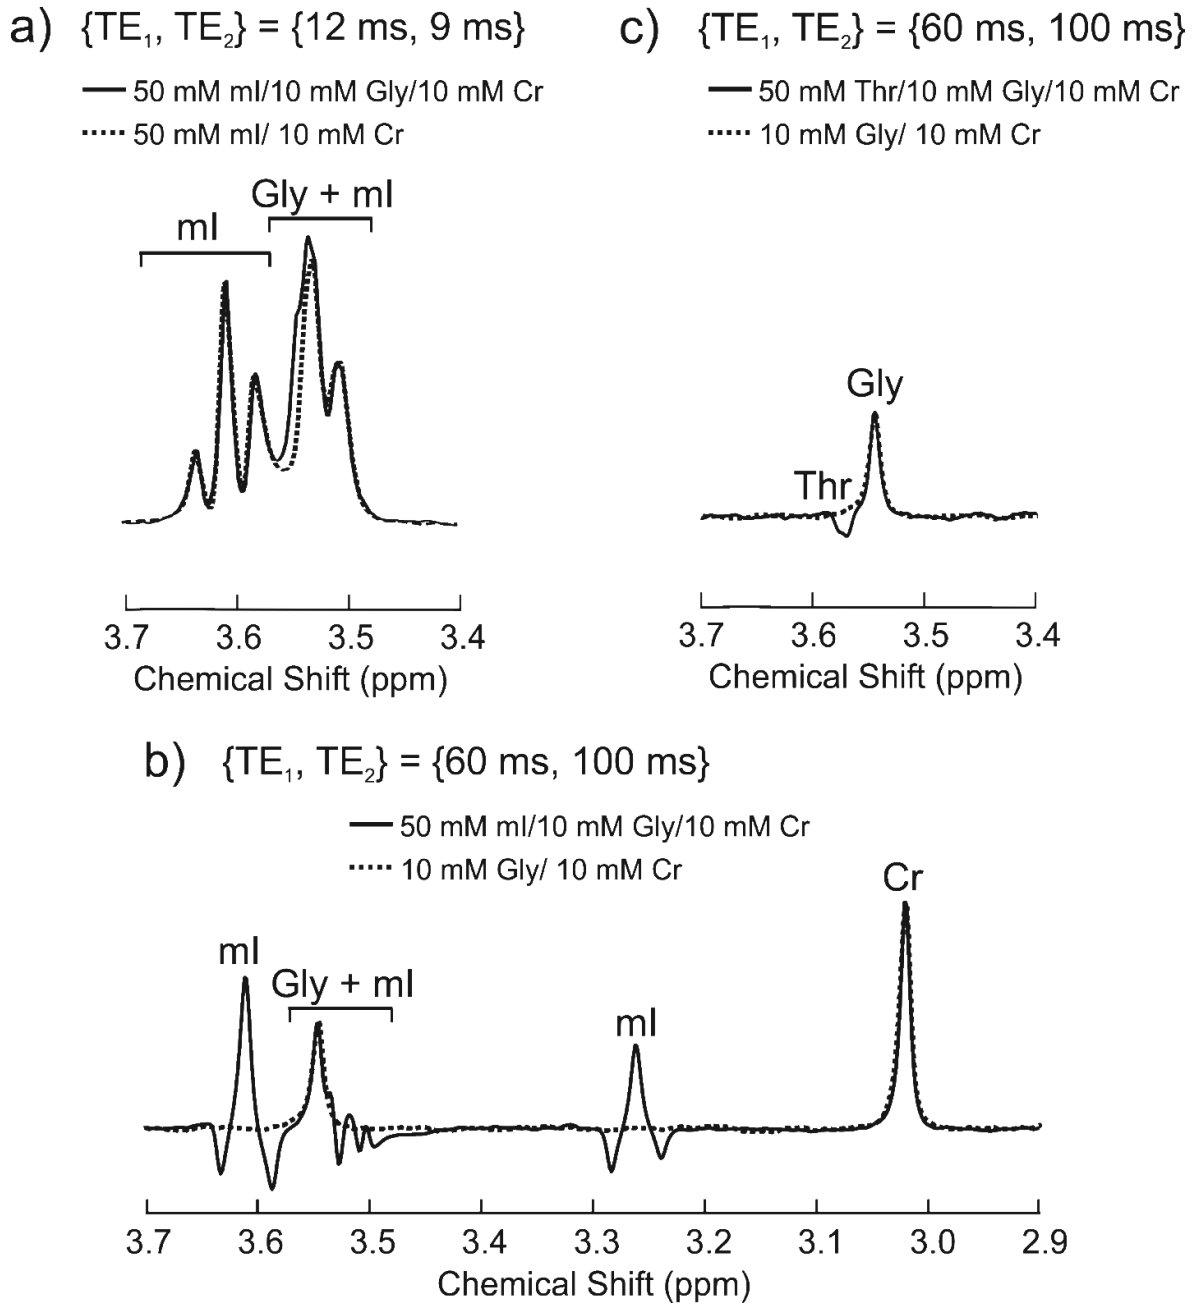 a) {TE₁, TE₂} = {12 ms, 9 ms}
50 mM mI/10 mM Gly/10 mM Cr
50 mM mI/ 10 mM Cr
Gly + mI
mI
3.7 3.6 3.5 3.4
Chemical Shift (ppm)
c) {TE₁, TE₂} = {60 ms, 100 ms}
50 mM Thr/10 mM Gly/10 mM Cr
10 mM Gly/ 10 mM Cr
Gly
Thr
3.7 3.6 3.5 3.4
Chemical Shift (ppm)
b) {TE₁, TE₂} = {60 ms, 100 ms}
50 mM mI/10 mM Gly/10 mM Cr
10 mM Gly/ 10 mM Cr
Cr
mI
Gly + mI
mI
3.7 3.6 3.5 3.4 3.3 3.2 3.1 3.0 2.9
Chemical Shift (ppm)